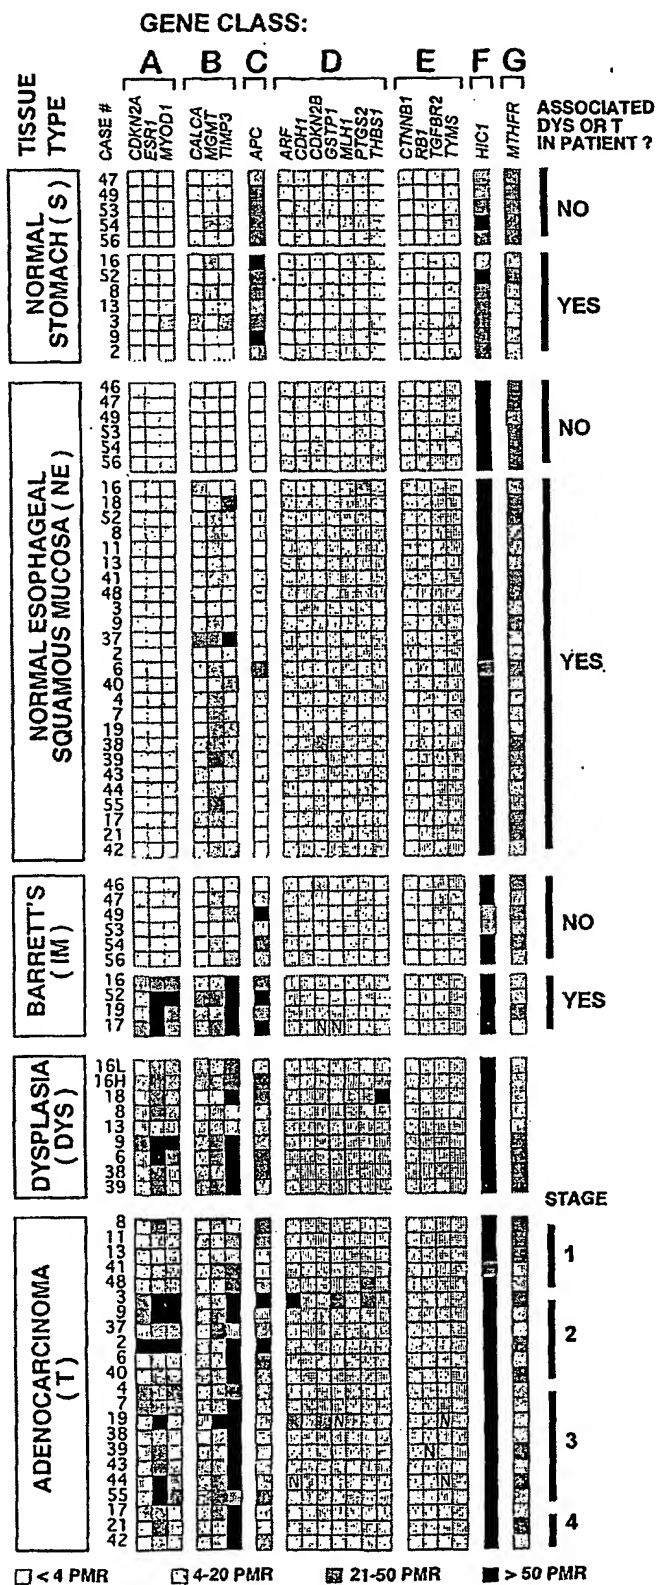 GENE CLASS:
A B C D E F G
TISSUE TYPE
CASE #
CDKN2A
ESR1
MYOD1
CALCA
MGMT
TIMP3
APC
ARF
CDH1
CDKN2B
GSTP1
MLH1
PTGS2
THBS1
CTNNB1
RB1
TGFBR2
TYMS
HIC1
MTHFR
ASSOCIATED
DYS OR T
IN PATIENT ?
NORMAL
STOMACH ( S )
47
49
53
54
56
NO
16
52
8
13
3
9
2
YES
NORMAL ESOPHAGEAL
SQUAMOUS MUCOSA ( NE )
46
47
49
53
54
56
NO
16
18
52
8
11
13
41
48
3
9
37
2
6
40
4
7
19
38
39
43
44
55
17
21
42
YES
BARRETT'S
( IM )
46
47
49
53
54
56
NO
16
52
19
17
N N
YES
DYSPLASIA
( DYS )
16L
16H
18
8
13
9
6
38
39
STAGE
ADENOCARCINOMA
( T )
8
11
13
41
48
1
3
9
37
2
6
40
2
4
7
19 N N
38
39 N
43
44 N N
55
3
17
21
42
4
< 4 PMR 4-20 PMR 21-50 PMR > 50 PMR